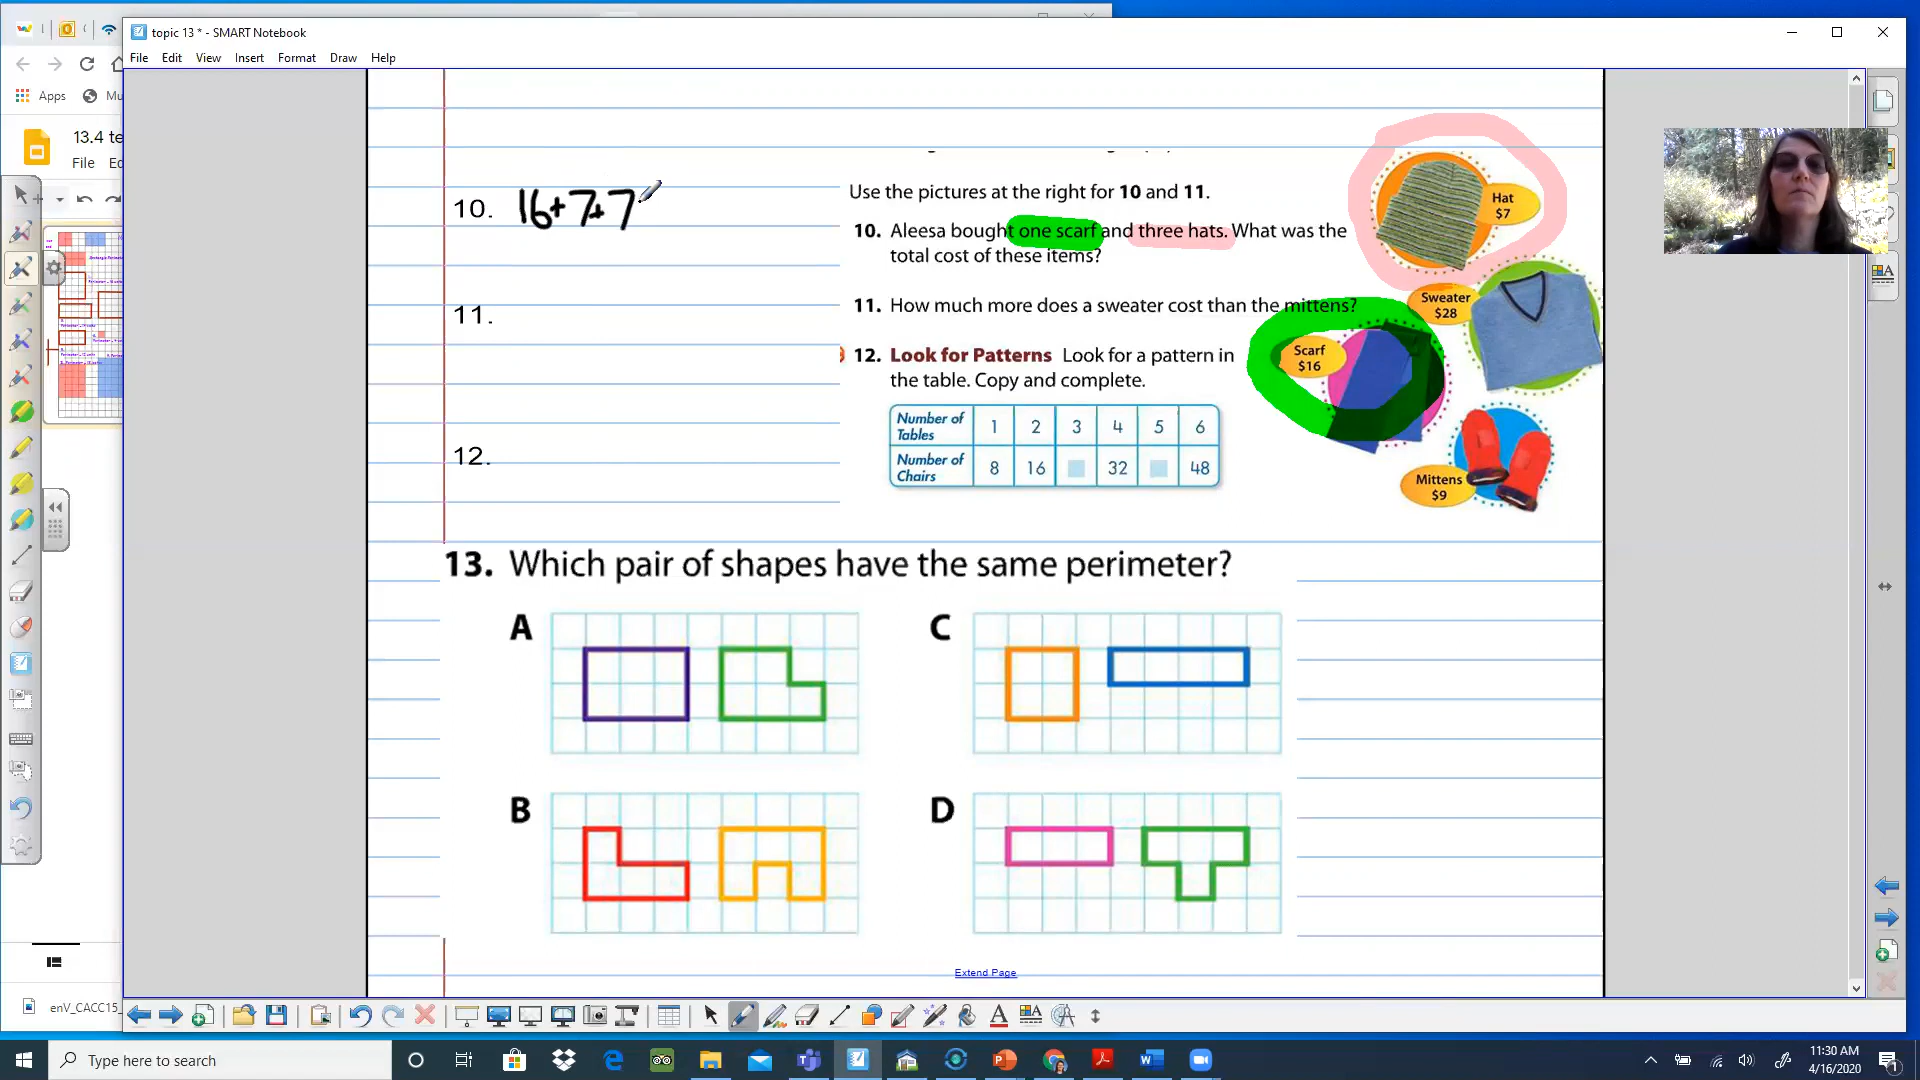 topic 13 * - SMART Notebook
File Edit View Insert Format Draw Help
Apps
Mu
13.4 te
File
10. 16+7+7
11.
12.
Use the pictures at the right for 10 and 11.
10. Aleesa bought one scarf and three hats. What was the
total cost of these items?
11. How much more does a sweater cost than the mittens?
12. Look for Patterns Look for a pattern in
the table. Copy and complete.
Number of Tables 1 2 3 4 5 6
Number of Chairs 8 16 32 48
Hat
$7
Sweater
$28
Scarf
$16
Mittens
$9
13. Which pair of shapes have the same perimeter?
A
C
B
D
Extend Page
enV_CACC15_
Type here to search
11:30 AM
4/16/2020